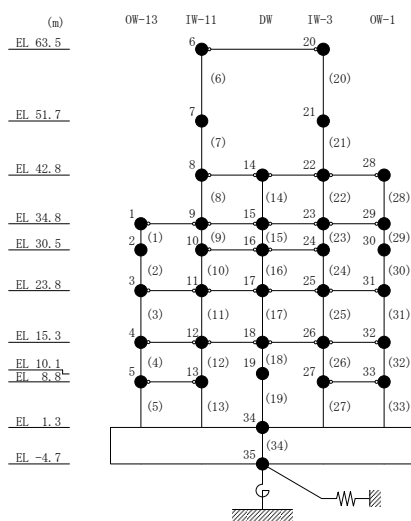 (m) OW-13 IW-11 DW IW-3 OW-1
EL 63.5 6 20
(6) (20)
EL 51.7 7 21
(7) (21)
EL 42.8 8 14 22 28
(8) (14) (22) (28)
EL 34.8 1 9 15 23 29
(1) (9) (15) (23) (29)
EL 30.5 2 10 16 24 30
(2) (10) (16) (24) (30)
EL 23.8 3 11 17 25 31
(3) (11) (17) (25) (31)
EL 15.3 4 12 18 26 32
(4) (12) (18) (26) (32)
EL 10.1 19
EL 8.8 5 13 27 33
(5) (13) (19) (27) (33)
EL 1.3 34
(34)
EL -4.7 35